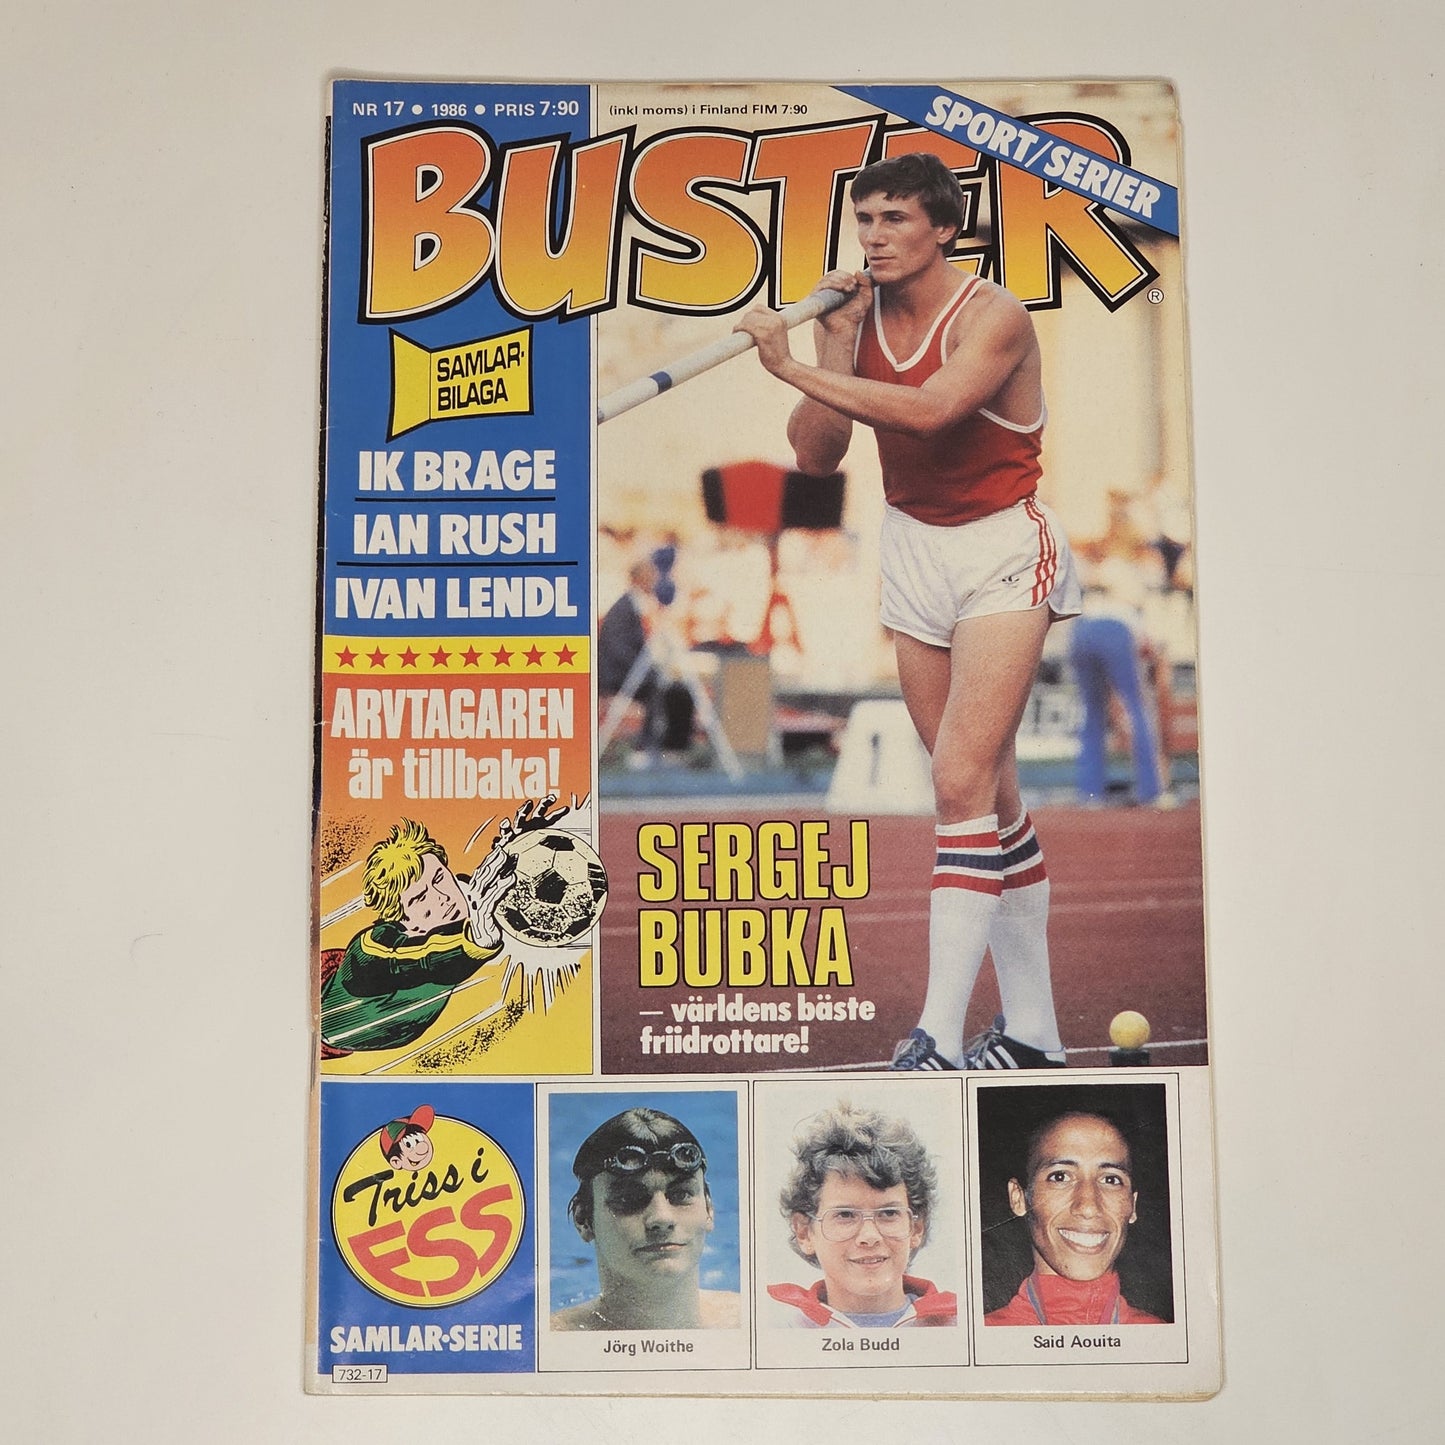 NR 17 • 1986 • PRIS 7:90 (inkl moms) i Finland FIM 7:90
SPORT/SERIER
BUSTER
®
SAMLAR-
BILAGA
IK BRAGE
IAN RUSH
IVAN LENDL
ARVTAGAREN
är tillbaka!
1
SERGEJ
BUBKA
– världens bäste
friidrottare!
Triss i
ESS
SAMLAR•SERIE
732-17
Jörg Woithe
Zola Budd
Said Aouita